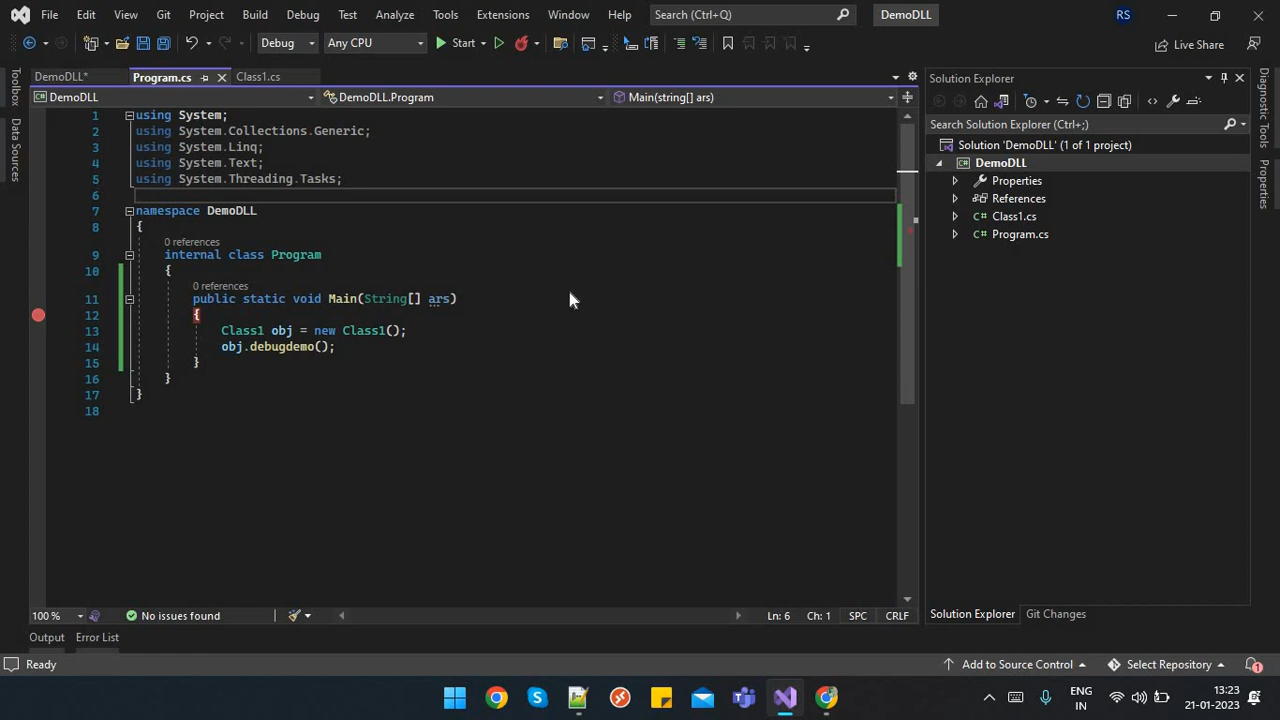 File Edit View Git Project Build Debug Test Analyze Tools Extensions Window Help Search (Ctrl+Q) DemoDLL RS
Debug Any CPU Start Live Share
DemoDLL* Program.cs Class1.cs
DemoDLL DemoDLL.Program Main(string[] ars)
1 using System;
2 using System.Collections.Generic;
3 using System.Linq;
4 using System.Text;
5 using System.Threading.Tasks;
6
7 namespace DemoDLL
8 {
0 references
9 internal class Program
10 {
0 references
11 public static void Main(String[] ars)
12 {
13 Class1 obj = new Class1();
14 obj.debugdemo();
15 }
16 }
17 }
18
100 % No issues found Ln: 6 Ch: 1 SPC CRLF
Output Error List
Toolbox
Data Sources
Solution Explorer
Search Solution Explorer (Ctrl+;)
Solution 'DemoDLL' (1 of 1 project)
DemoDLL
Properties
References
C# Class1.cs
C# Program.cs
Solution Explorer Git Changes
Diagnostic Tools
Properties
Ready Add to Source Control Select Repository 1
ENG
IN
13:23
21-01-2023